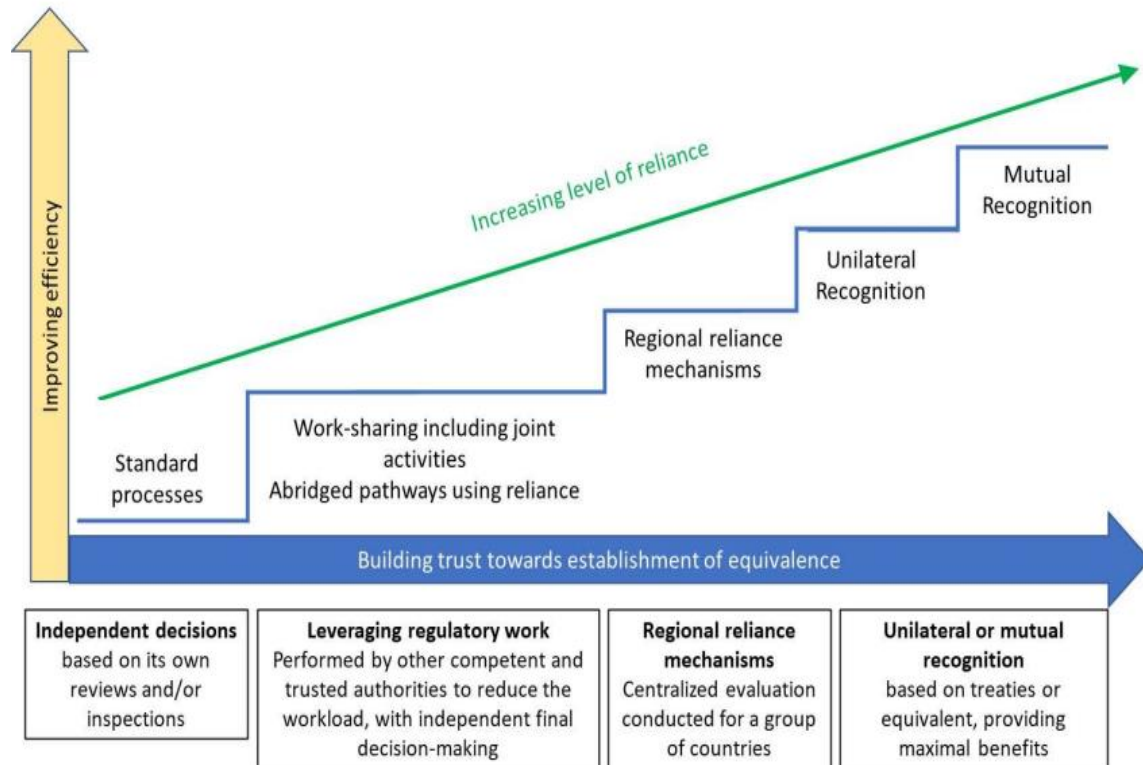 Improving efficiency
Increasing level of reliance
Mutual
Recognition
Unilateral
Recognition
Regional reliance
mechanisms
Work-sharing including joint
activities
Abridged pathways using reliance
Standard
processes
Building trust towards establishment of equivalence
Independent decisions
based on its own
reviews and/or
inspections
Leveraging regulatory work
Performed by other competent and
trusted authorities to reduce the
workload, with independent final
decision-making
Regional reliance
mechanisms
Centralized evaluation
conducted for a group
of countries
Unilateral or mutual
recognition
based on treaties or
equivalent, providing
maximal benefits